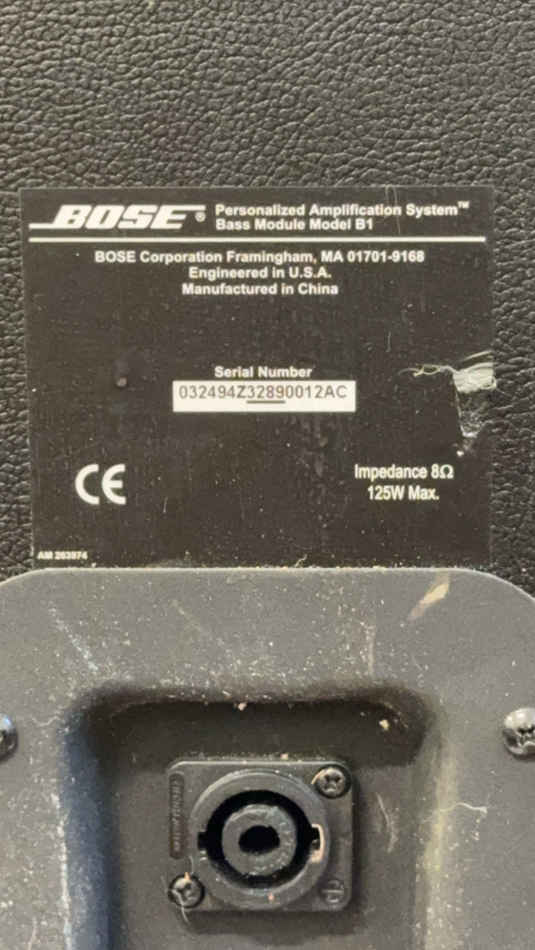 BOSE® Personalized Amplification System™
Bass Module Model B1
BOSE Corporation Framingham, MA 01701-9168
Engineered in U.S.A.
Manufactured in China
Serial Number
032494Z32890012AC
CE
Impedance 8Ω
125W Max.
AM 263974